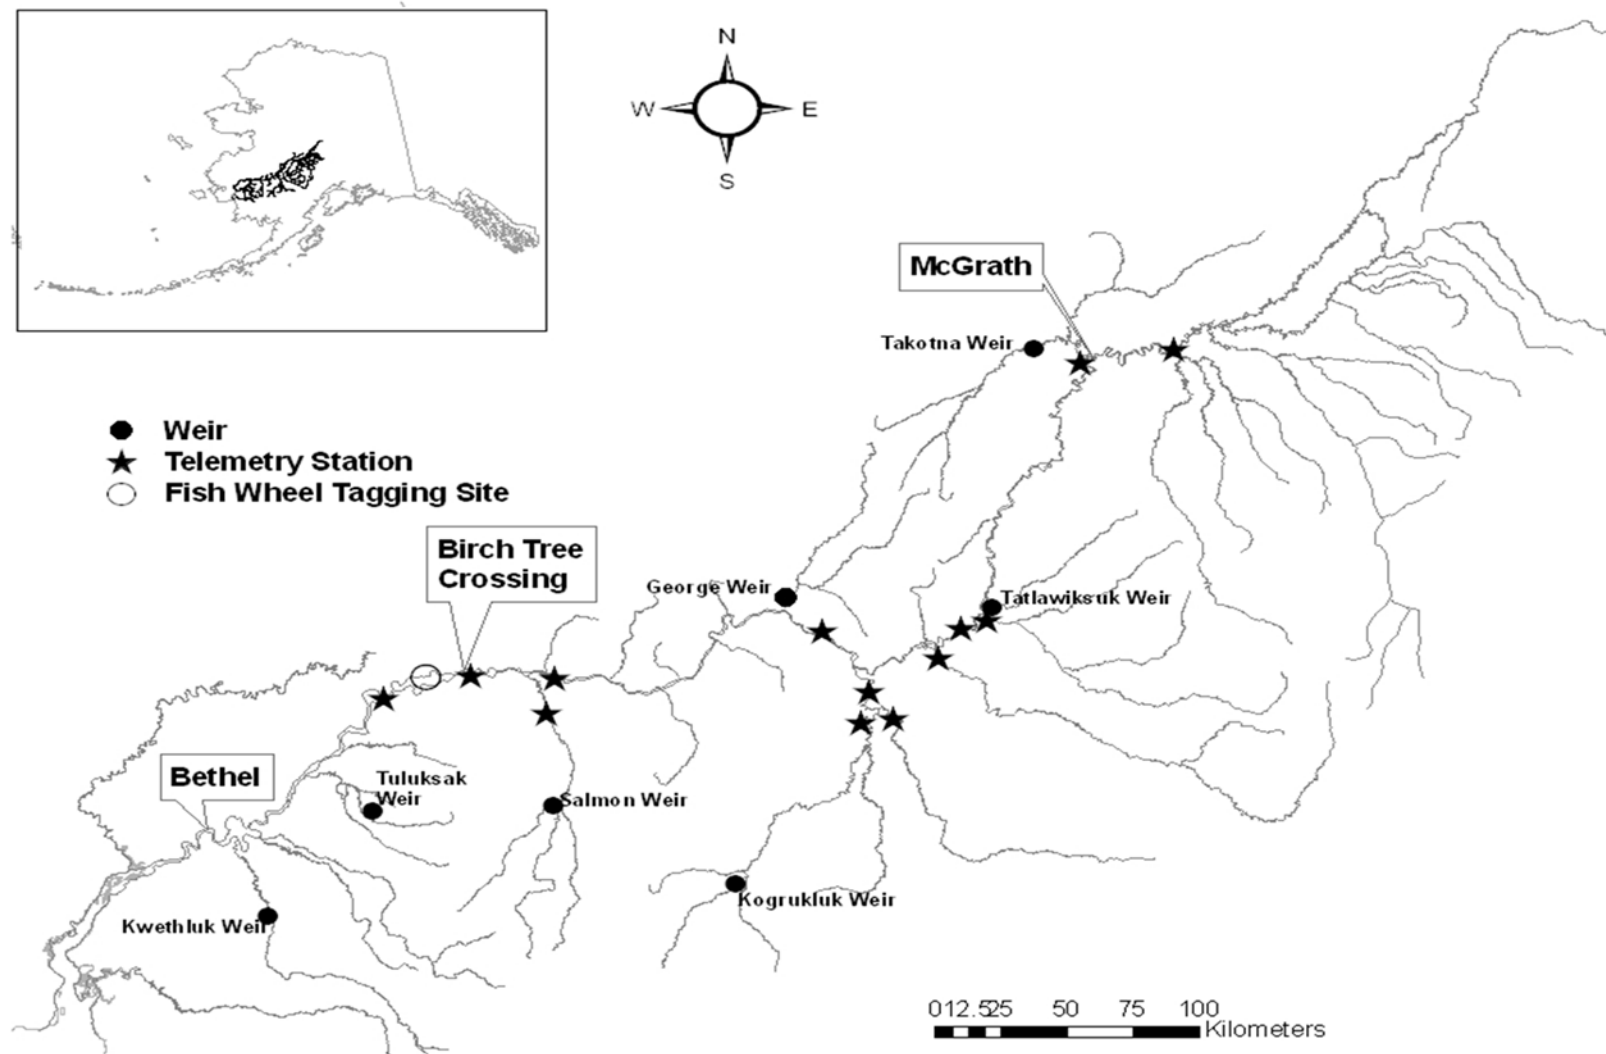 N
W E
S
McGrath
Takotna Weir
Weir
Telemetry Station
Fish Wheel Tagging Site
Birch Tree
Crossing
George Weir
Tatlawiksuk Weir
Bethel
Tuluksak
Weir
Salmon Weir
Kogrukluk Weir
Kwethluk Weir
0 12.5 25 50 75 100
Kilometers